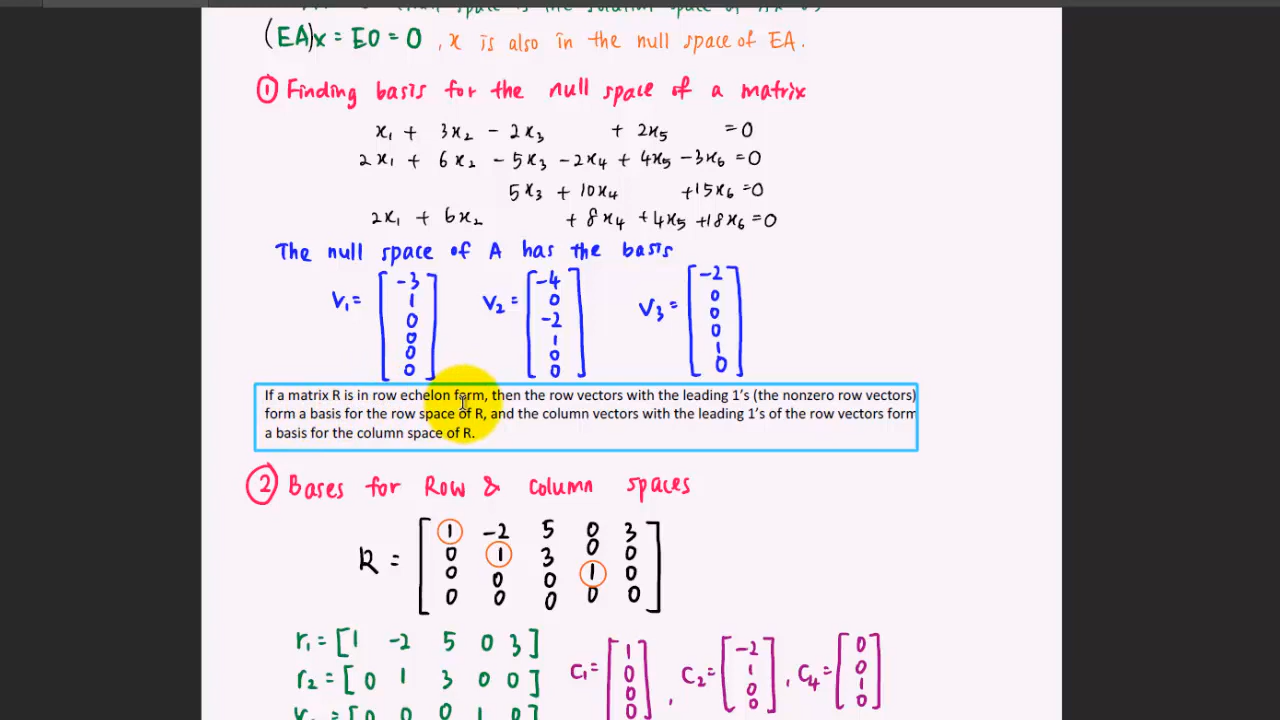 (EA)x = E0 = 0 , x is also in the null space of EA.
① Finding basis for the null space of a matrix
x₁ + 3x₂ - 2x₃ + 2x₅ = 0
2x₁ + 6x₂ - 5x₃ - 2x₄ + 4x₅ - 3x₆ = 0
5x₃ + 10x₄ + 15x₆ = 0
2x₁ + 6x₂ + 8x₄ + 4x₅ + 18x₆ = 0
The null space of A has the basis
V₁ = [-3 1 0 0 0 0] V₂ = [-4 0 -2 1 0 0] V₃ = [-2 0 0 0 1 0]
If a matrix R is in row echelon form, then the row vectors with the leading 1's (the nonzero row vectors)
form a basis for the row space of R, and the column vectors with the leading 1's of the row vectors form
a basis for the column space of R.
② Bases for Row & column spaces
R = [1 -2 5 0 3
0 1 3 0 0
0 0 0 1 0
0 0 0 0 0]
r₁ = [1 -2 5 0 3]
r₂ = [0 1 3 0 0]
C₁ = [1 0 0 0] , C₂ = [-2 1 0 0] , C₄ = [0 0 1 0]